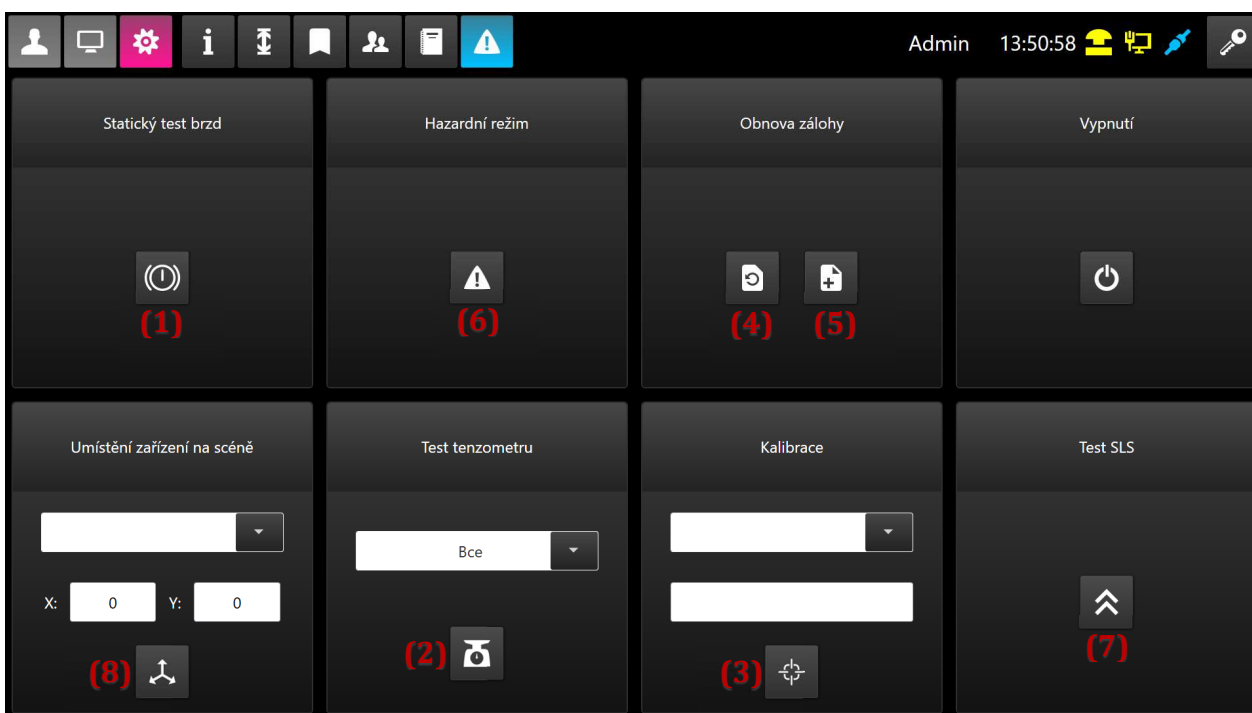 Admin 13:50:58
Statický test brzd
Hazardní režim
Obnova zálohy
Vypnutí
(1)
(6)
(4)
(5)
Umístění zařízení na scéně
Test tenzometru
Kalibrace
Test SLS
Все
X: 0 Y: 0
(8)
(2)
(3)
(7)